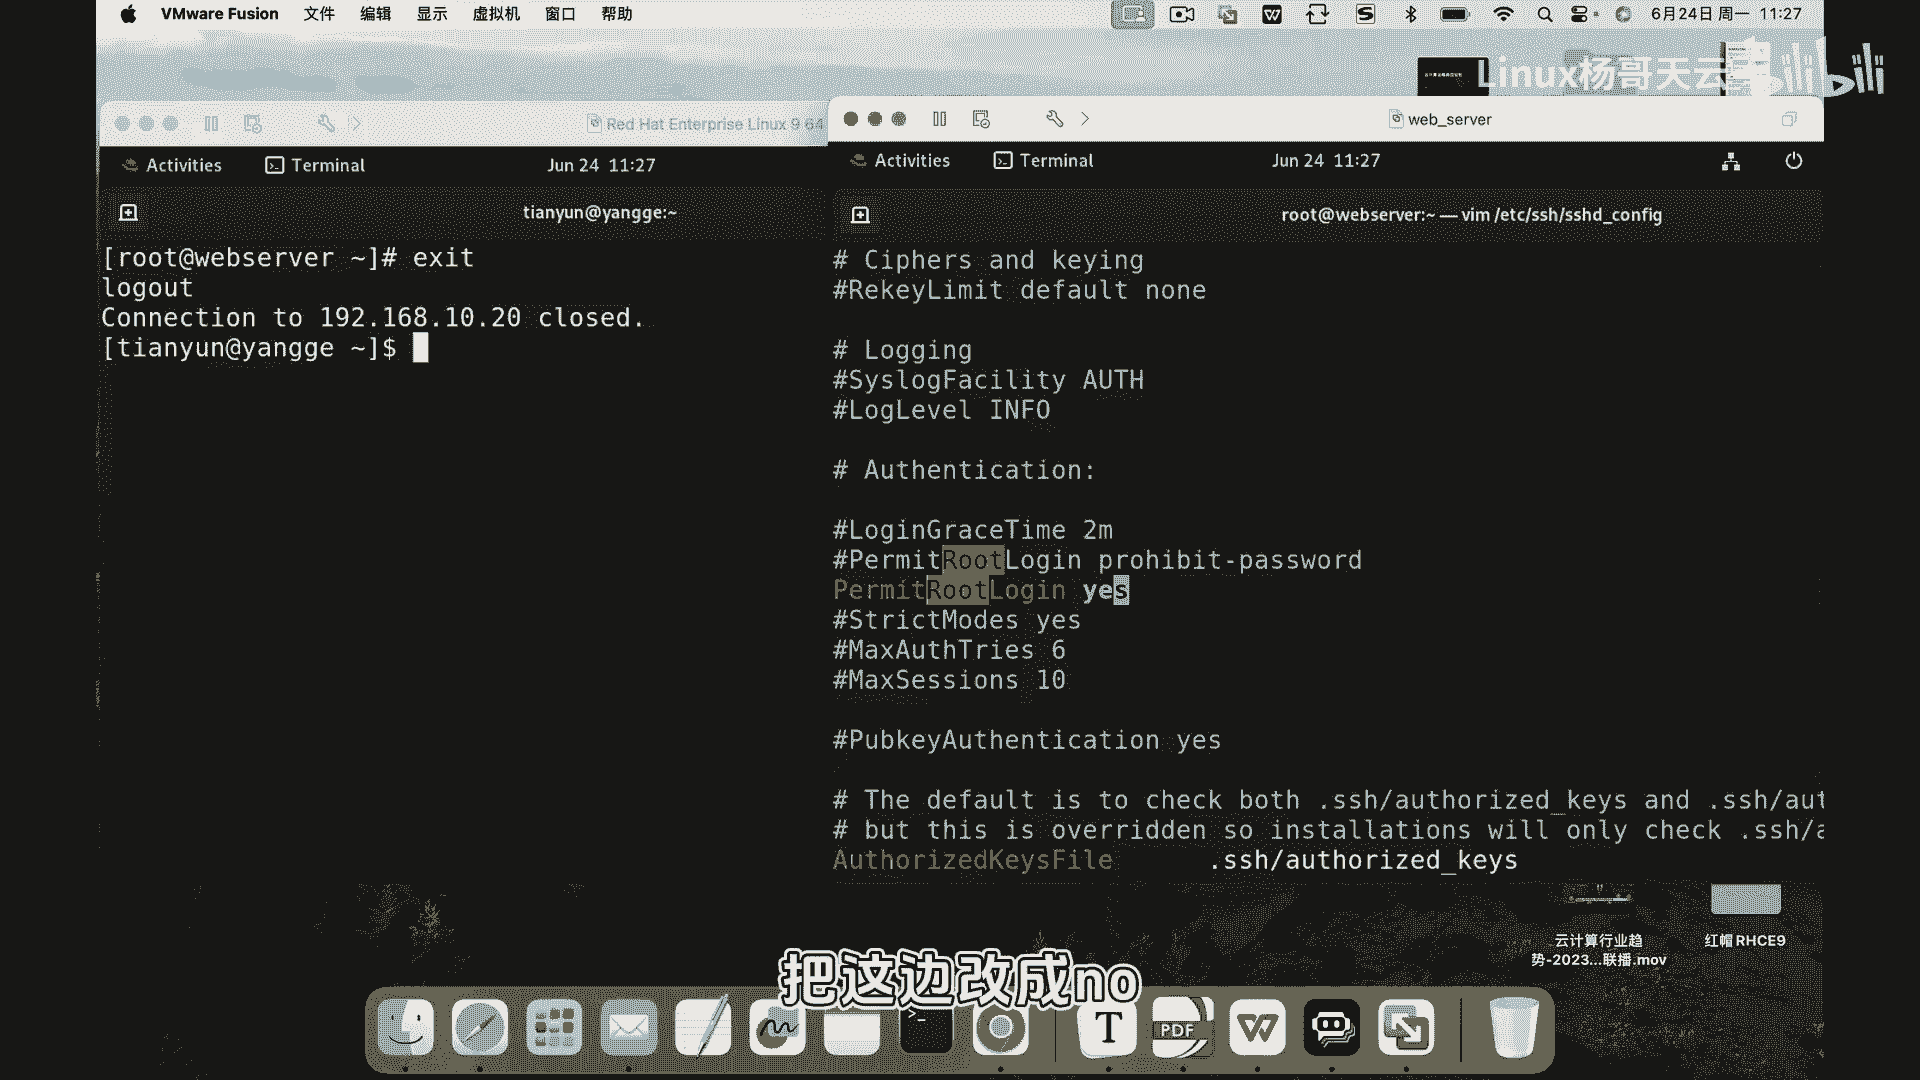 VMware Fusion 文件 编辑 显示 虚拟机 窗口 帮助 6月24日 周一 11:27
Linux杨哥天云 bilibili
Red Hat Enterprise Linux 9 64
Activities Terminal Jun 24 11:27
tianyun@yangge:~
[root@webserver ~]# exit
logout
Connection to 192.168.10.20 closed.
[tianyun@yangge ~]$
web_server
Activities Terminal Jun 24 11:27
root@webserver:~ — vim /etc/ssh/sshd_config
# Ciphers and keying
#RekeyLimit default none
# Logging
#SyslogFacility AUTH
#LogLevel INFO
# Authentication:
#LoginGraceTime 2m
#PermitRootLogin prohibit-password
PermitRootLogin yes
#StrictModes yes
#MaxAuthTries 6
#MaxSessions 10
#PubkeyAuthentication yes
# The default is to check both .ssh/authorized_keys and .ssh/aut
# but this is overridden so installations will only check .ssh/a
AuthorizedKeysFile .ssh/authorized_keys
云计算行业趋
势-2023...联播.mov
红帽RHCE9
把这边改成no
PDF